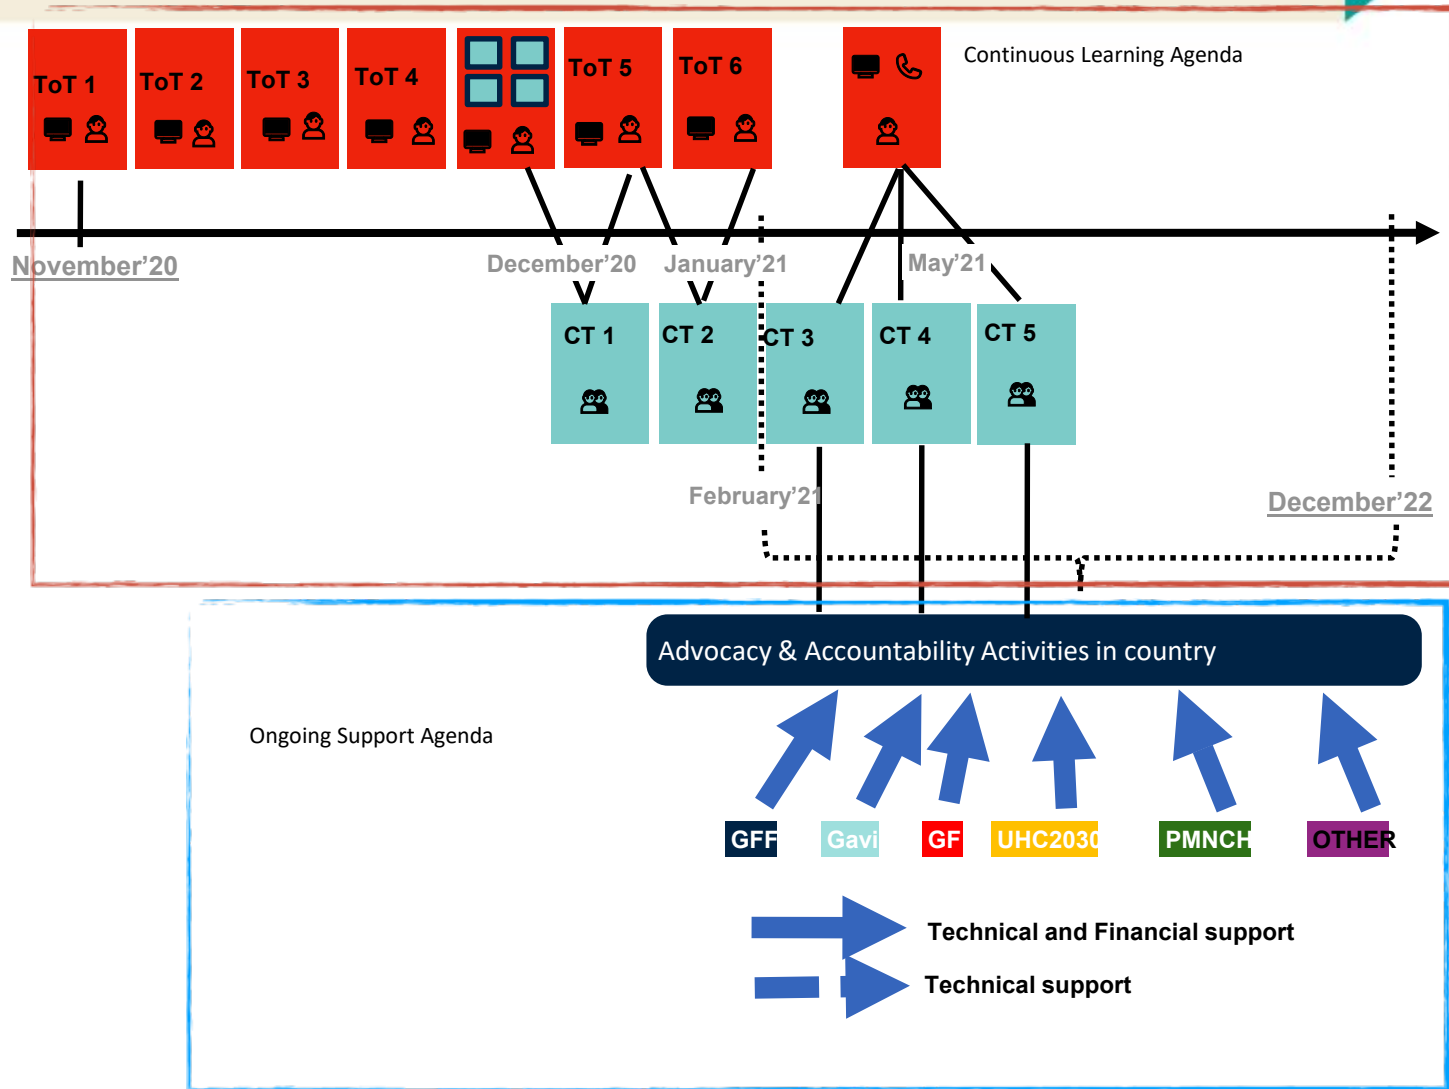 Continuous Learning Agenda
ToT 1
ToT 2
ToT 3
ToT 4
ToT 5
ToT 6
November'20
December'20
January'21
May'21
CT 1
CT 2
CT 3
CT 4
CT 5
February'21
December'22
Advocacy & Accountability Activities in country
Ongoing Support Agenda
GFF
Gavi
GF
UHC2030
PMNCH
OTHER
Technical and Financial support
Technical support